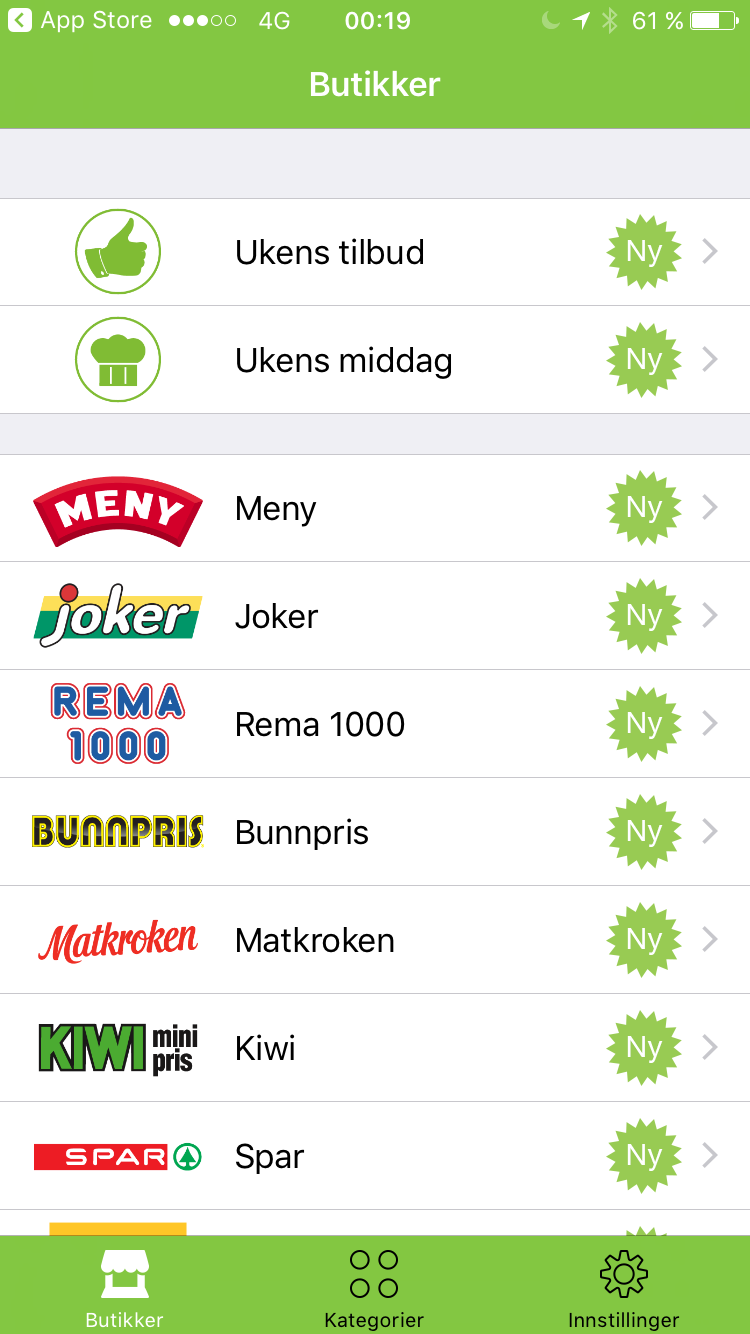 App Store 4G 00:19 61 %
Butikker
Ukens tilbud Ny
Ukens middag Ny
MENY Meny Ny
joker Joker Ny
REMA
1000 Rema 1000 Ny
BUNNPRIS Bunnpris Ny
Matkroken Matkroken Ny
KIWI mini
pris Kiwi Ny
SPAR Spar Ny
Butikker Kategorier Innstillinger